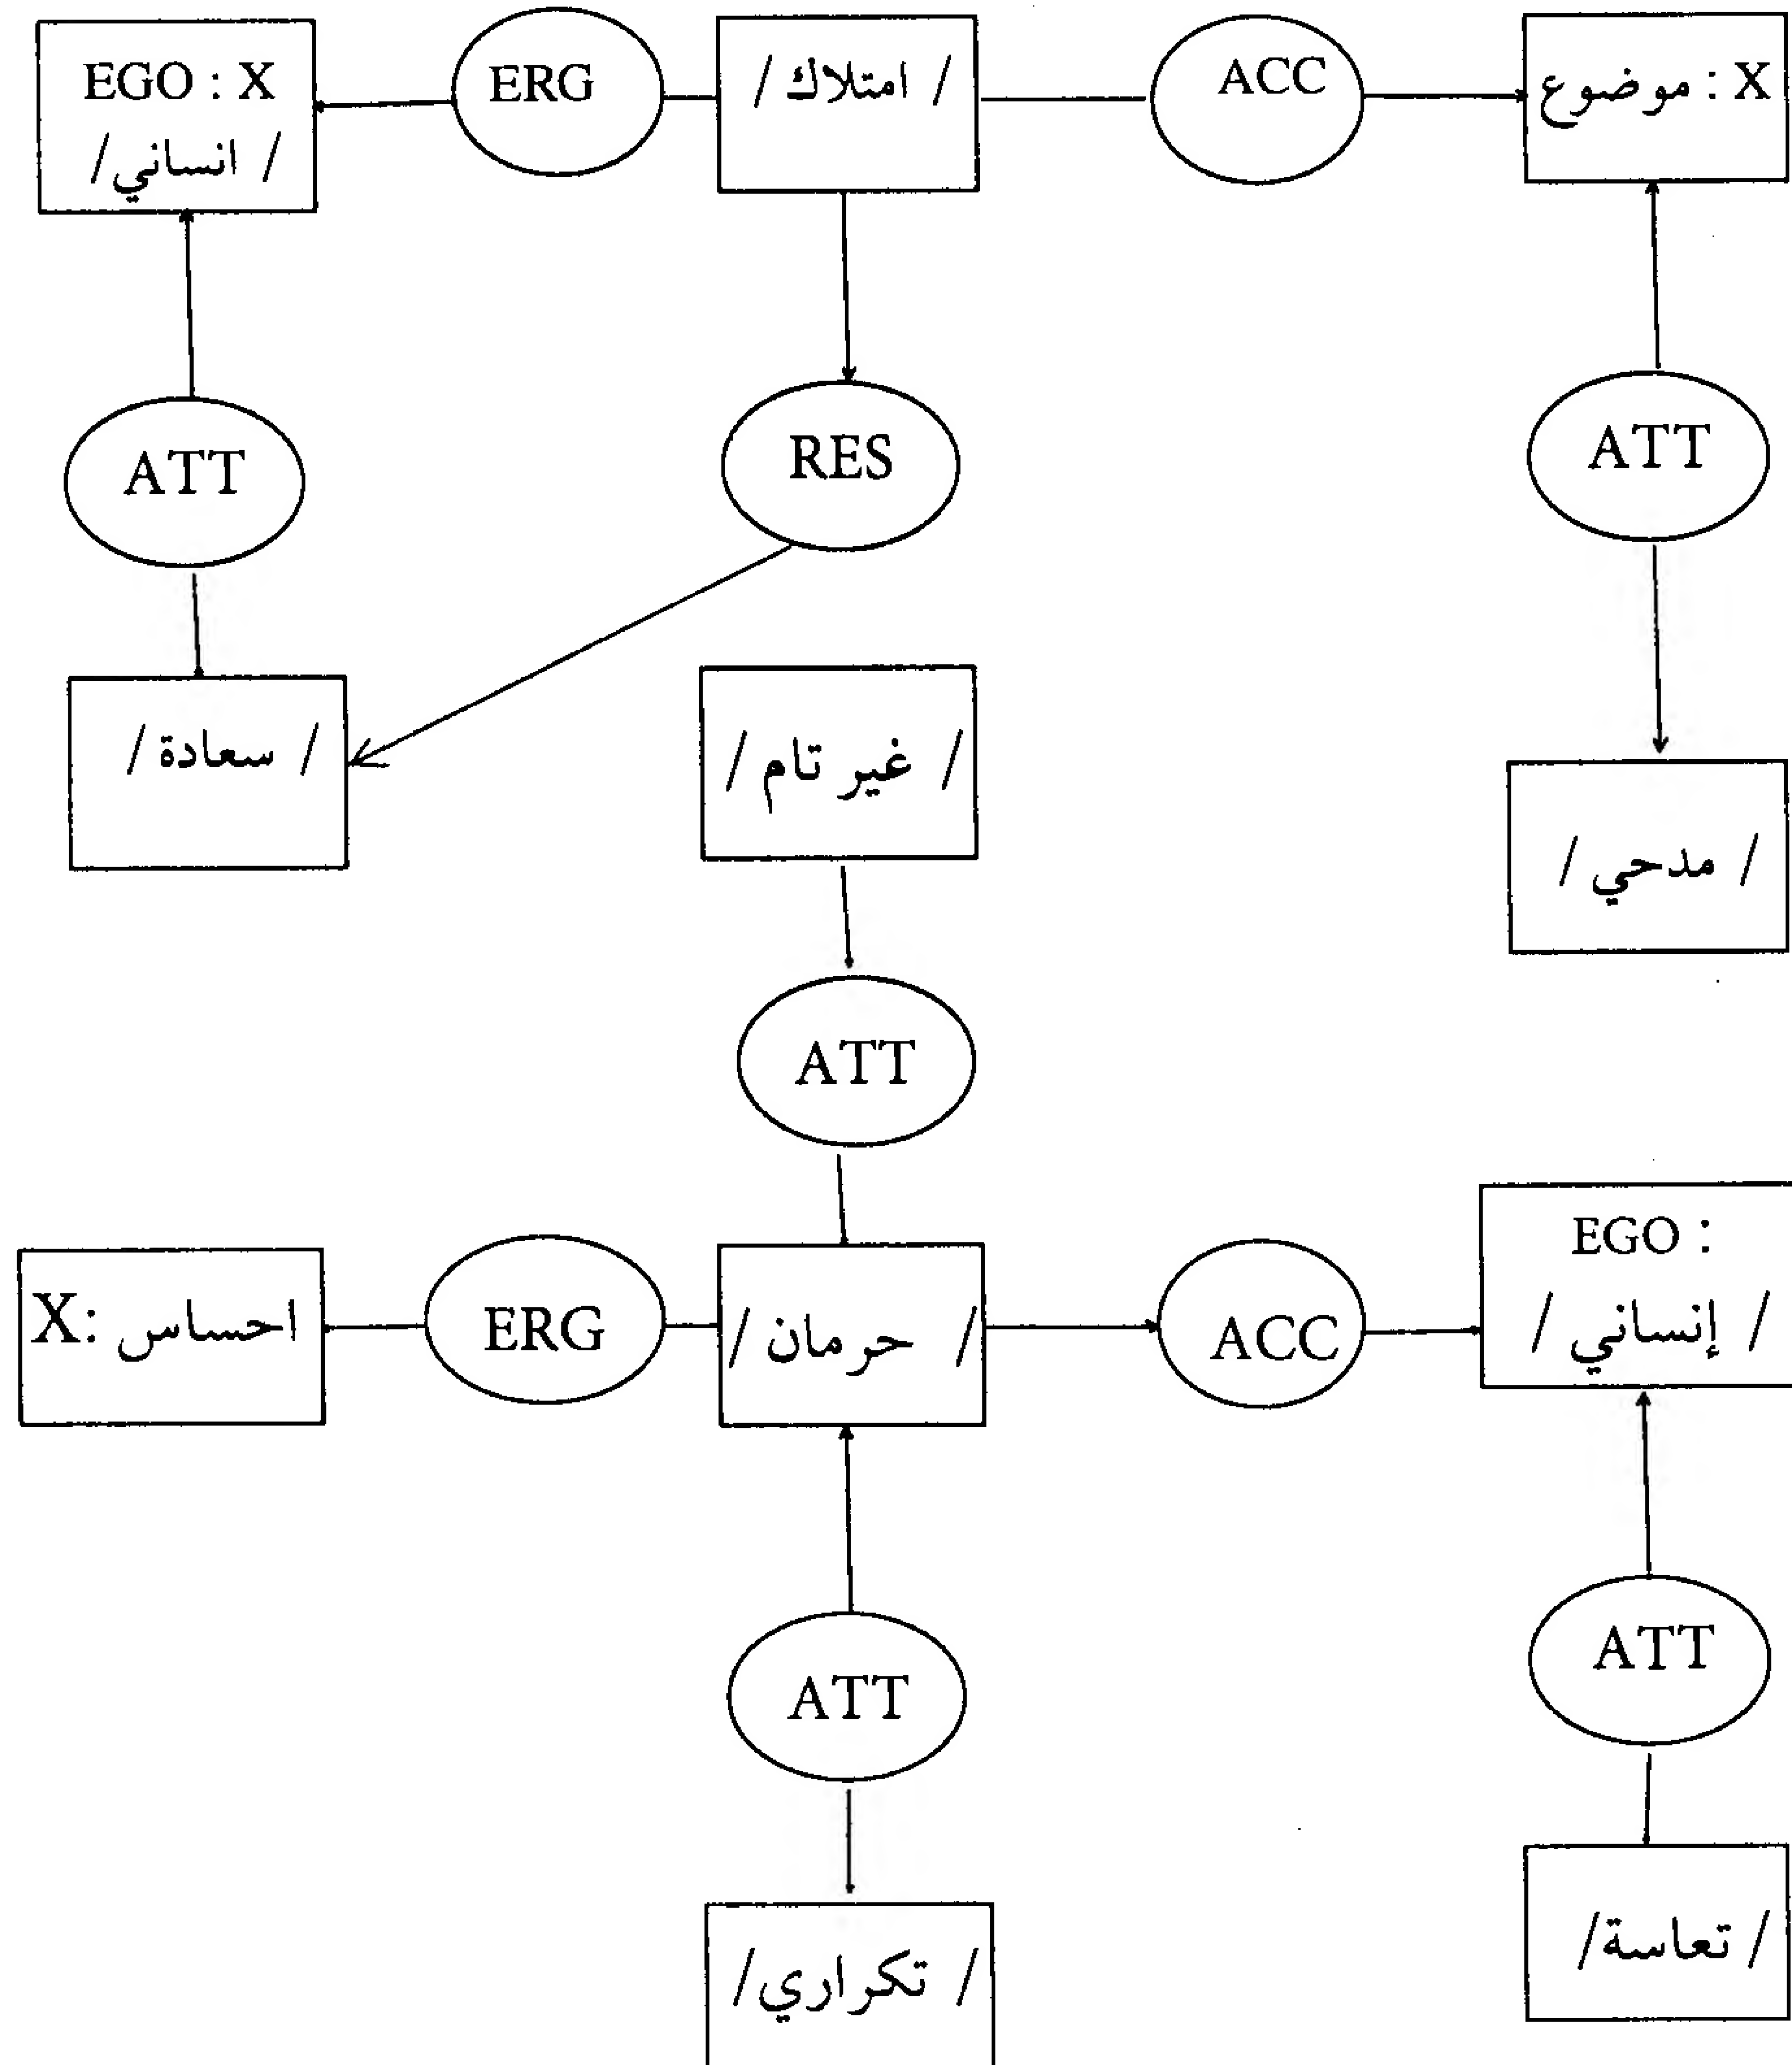 EGO : X
/ انساني /
ERG
/ امتلاك /
ACC
X : موضوع
ATT
RES
ATT
/ سعادة /
/ غير تام /
/ مدحي /
ATT
X: احساس
ERG
/ حرمان /
ACC
EGO :
/ إنساني /
ATT
ATT
/ تكراري /
/ تعاسة /